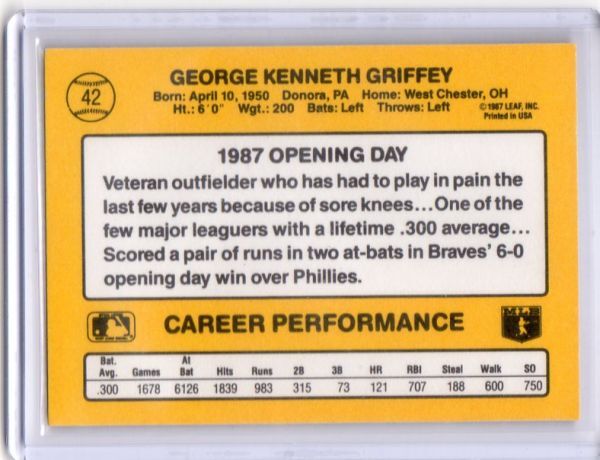 42
GEORGE KENNETH GRIFFEY
Born: April 10, 1950 Donora, PA Home: West Chester, OH
Ht.: 6'0" Wgt.: 200 Bats: Left Throws: Left
©1987 LEAF, INC.
Printed in USA
1987 OPENING DAY
Veteran outfielder who has had to play in pain the
last few years because of sore knees...One of the
few major leaguers with a lifetime .300 average...
Scored a pair of runs in two at-bats in Braves' 6-0
opening day win over Phillies.
CAREER PERFORMANCE
Bat. Avg. Games At Bat Hits Runs 2B 3B HR RBI Steal Walk SO
.300 1678 6126 1839 983 315 73 121 707 188 600 750